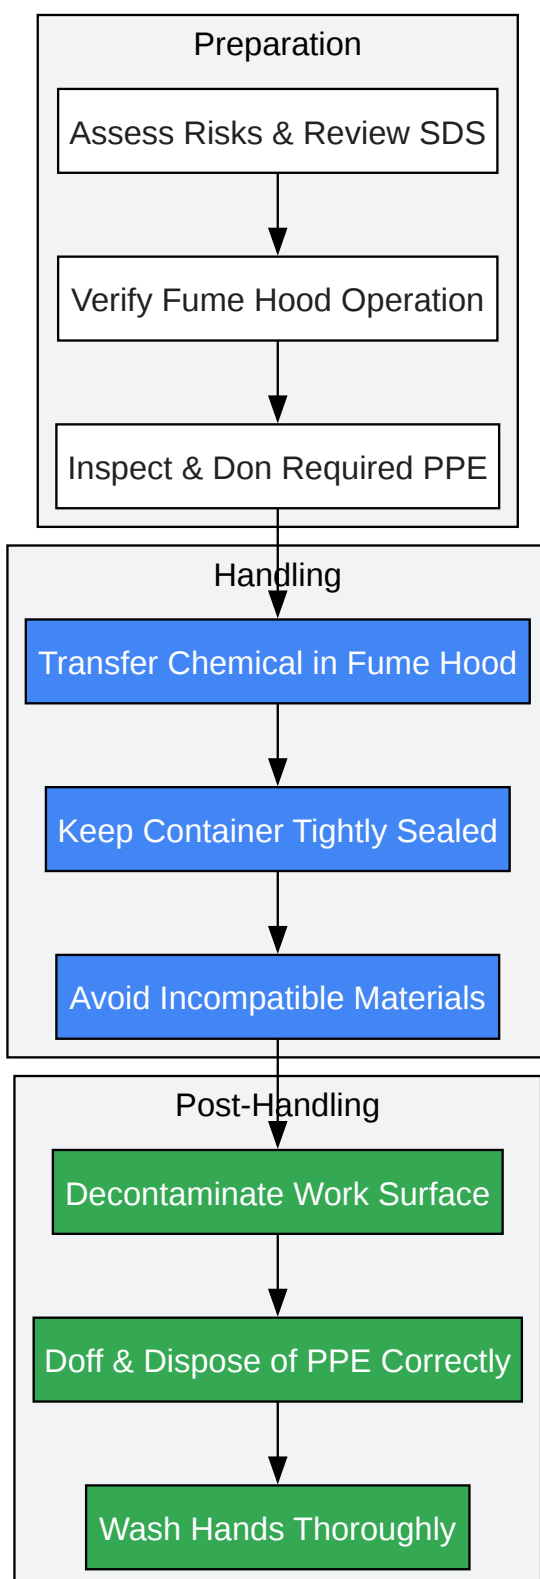 Preparation
Assess Risks & Review SDS
Verify Fume Hood Operation
Inspect & Don Required PPE
Handling
Transfer Chemical in Fume Hood
Keep Container Tightly Sealed
Avoid Incompatible Materials
Post-Handling
Decontaminate Work Surface
Doff & Dispose of PPE Correctly
Wash Hands Thoroughly